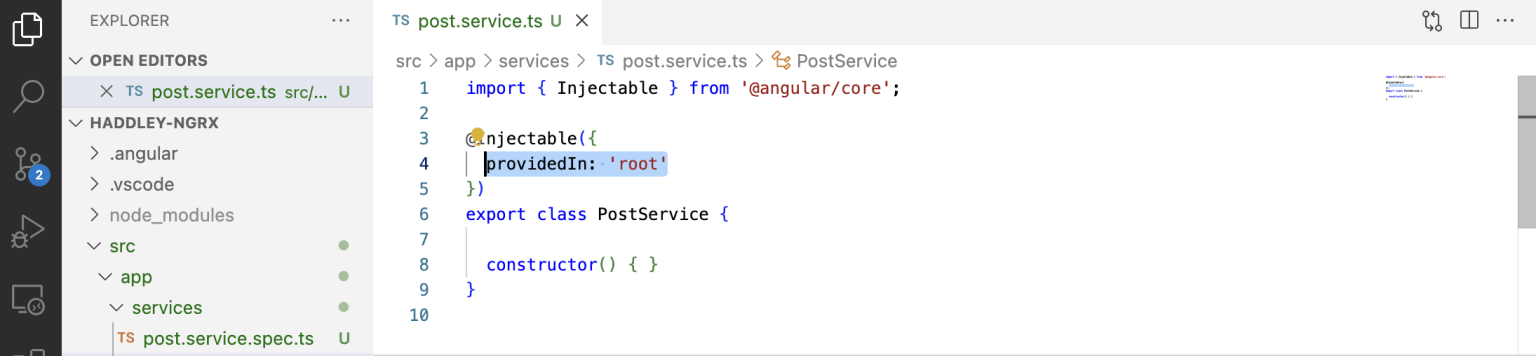 EXPLORER
OPEN EDITORS
TS post.service.ts src/... U
HADDLEY-NGRX
.angular
.vscode
node_modules
src
app
services
TS post.service.spec.ts U
2
TS post.service.ts U
src > app > services > TS post.service.ts > PostService
1 import { Injectable } from '@angular/core';
2
3 @Injectable({
4 providedIn: 'root'
5 })
6 export class PostService {
7
8 constructor() { }
9 }
10